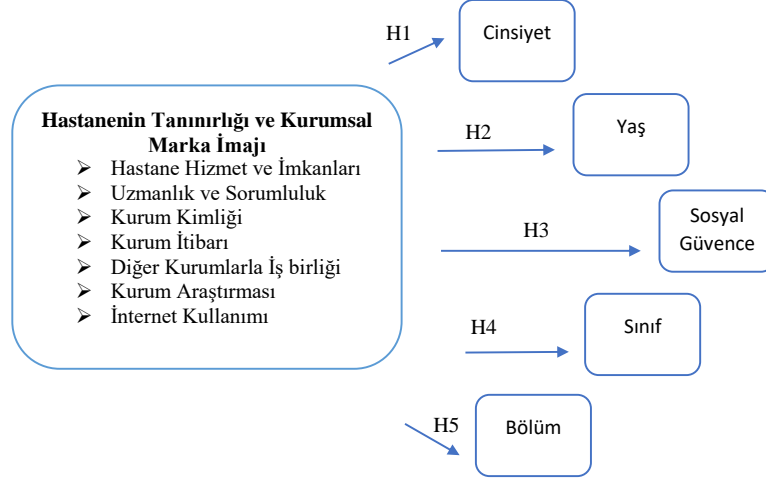 H1
Cinsiyet
Hastanenin Tanınırlığı ve Kurumsal
Marka İmajı
➢ Hastane Hizmet ve İmkanları
➢ Uzmanlık ve Sorumluluk
➢ Kurum Kimliği
➢ Kurum İtibarı
➢ Diğer Kurumlarla İş birliği
➢ Kurum Araştırması
➢ İnternet Kullanımı
H2
Yaş
H3
Sosyal
Güvence
H4
Sınıf
H5
Bölüm